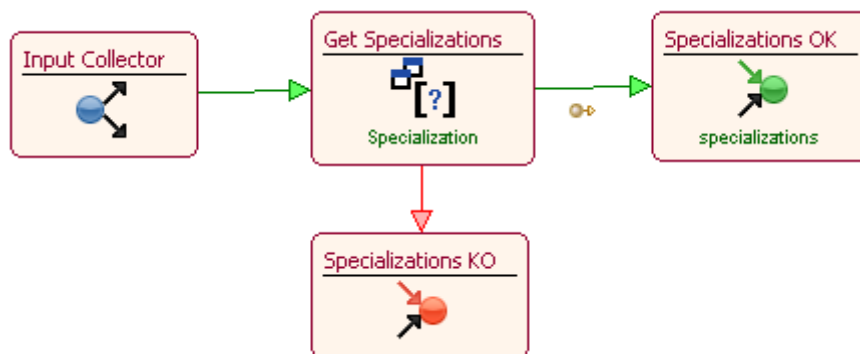 Input Collector
Get Specializations
[?]
Specialization
Specializations OK
specializations
Specializations KO